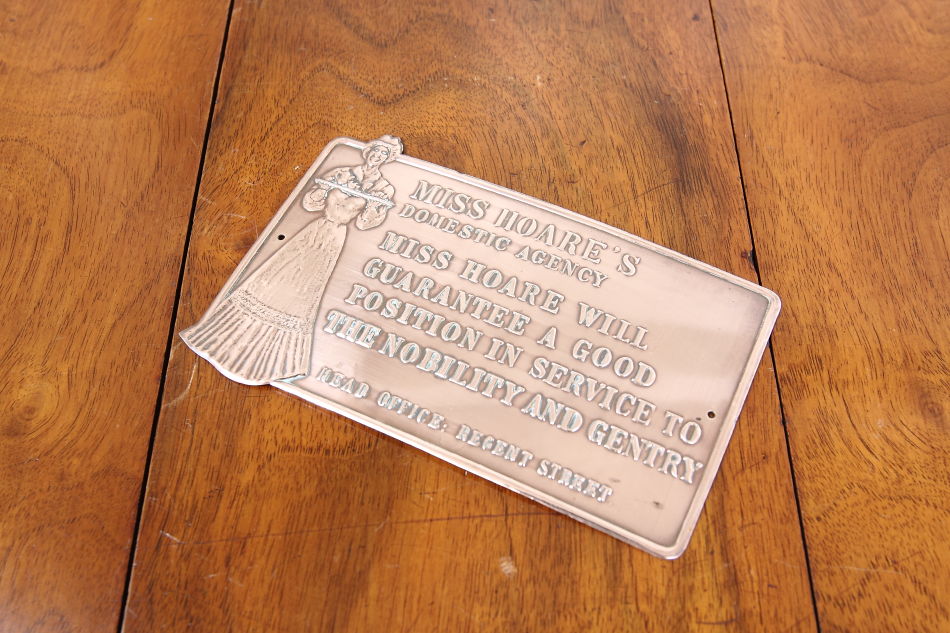 MISS HOARE'S
DOMESTIC AGENCY
MISS HOARE WILL
GUARANTEE A GOOD
POSITION IN SERVICE TO
THE NOBILITY AND GENTRY
HEAD OFFICE: REGENT STREET